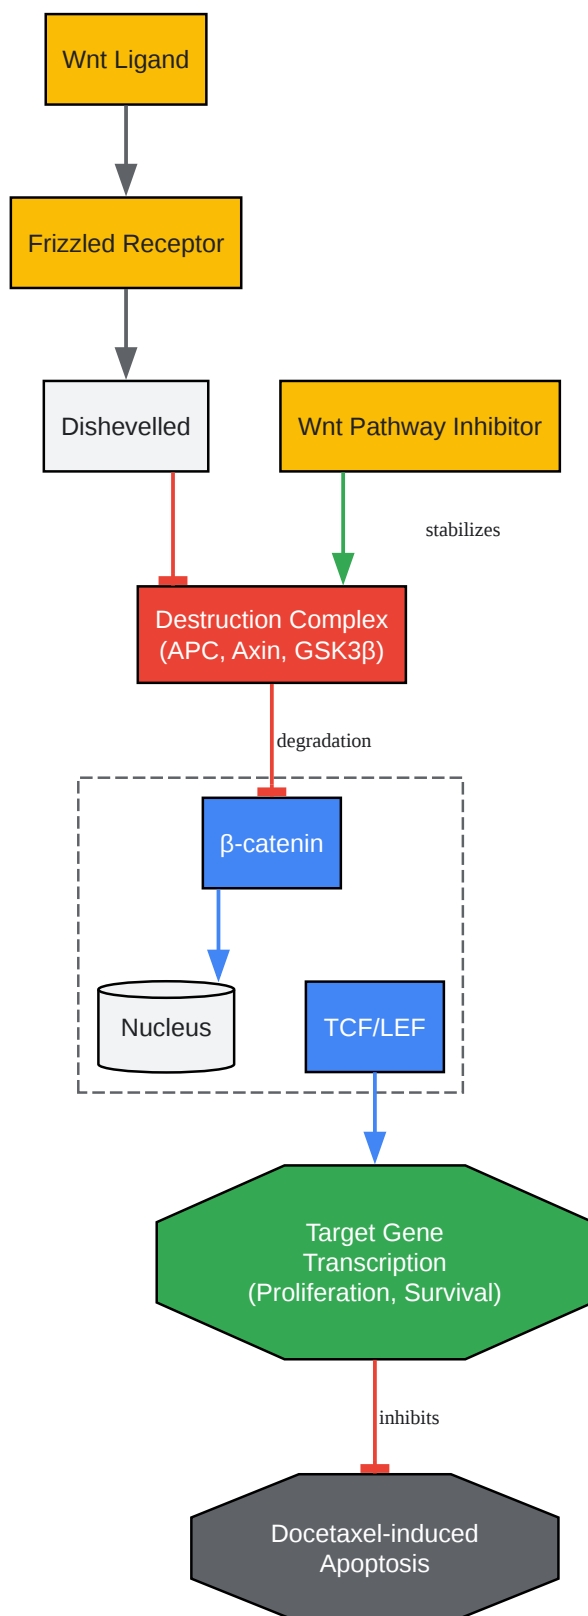 Wnt Ligand
Frizzled Receptor
Dishevelled
Wnt Pathway Inhibitor
stabilizes
Destruction Complex
(APC, Axin, GSK3β)
degradation
β-catenin
Nucleus
TCF/LEF
Target Gene
Transcription
(Proliferation, Survival)
inhibits
Docetaxel-induced
Apoptosis